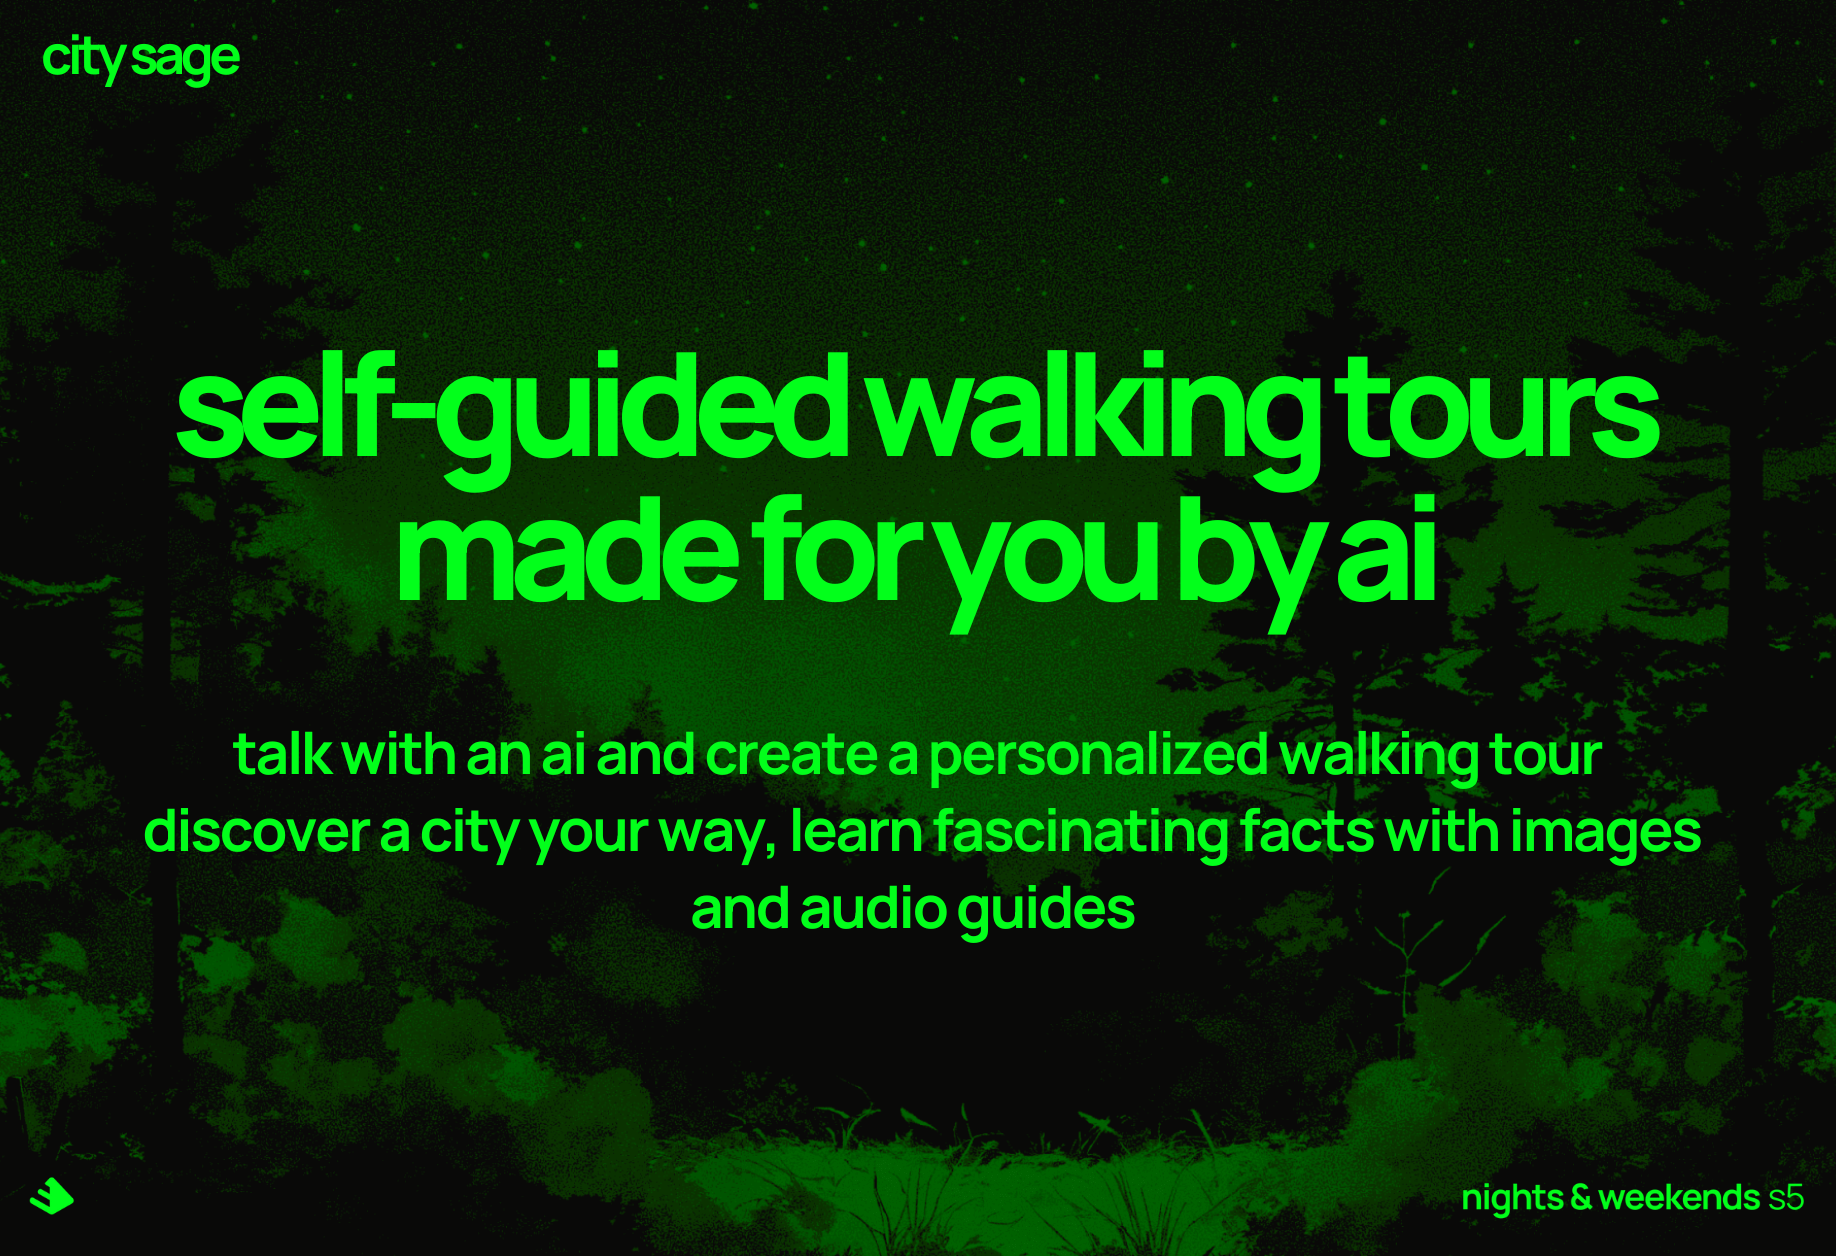 city sage
self-guided walking tours
made for you by ai
talk with an ai and create a personalized walking tour
discover a city your way, learn fascinating facts with images
and audio guides
nights & weekends s5